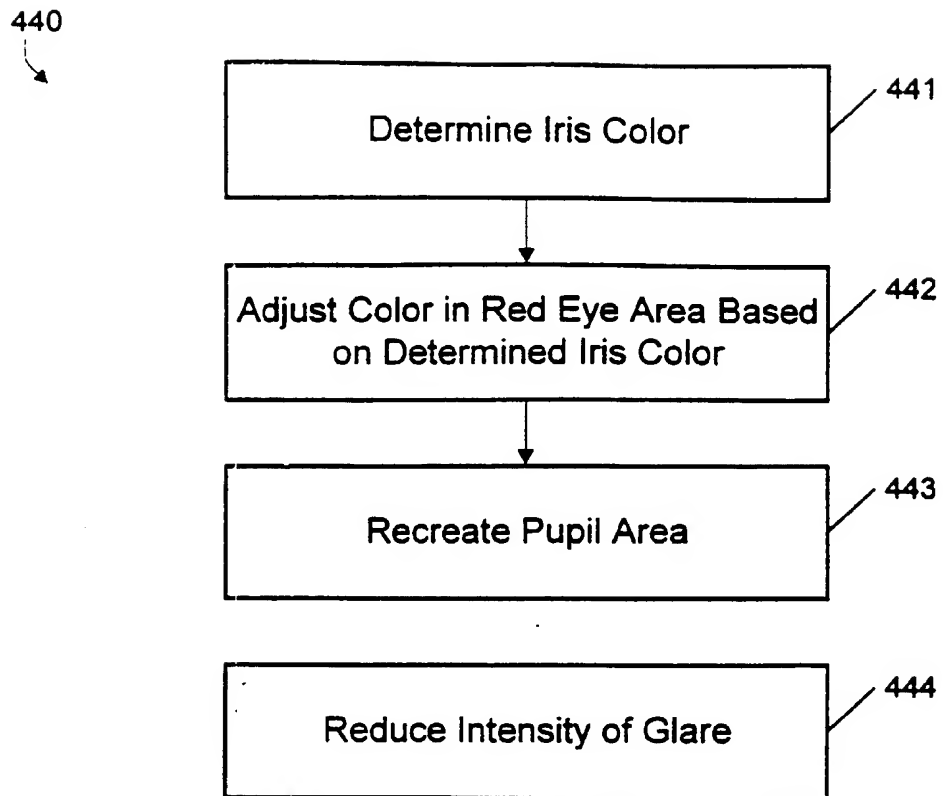 440
441
Determine Iris Color
442
Adjust Color in Red Eye Area Based
on Determined Iris Color
443
Recreate Pupil Area
444
Reduce Intensity of Glare